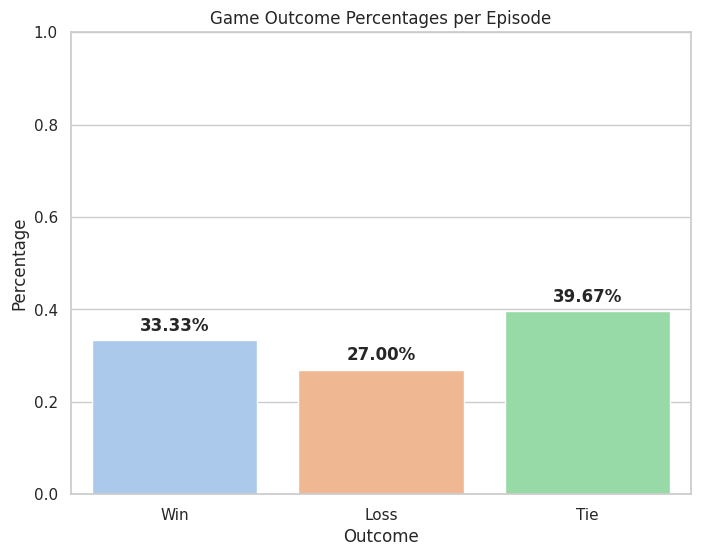 Game Outcome Percentages per Episode
1.0
0.8
0.6
0.4
0.2
0.0
Percentage
33.33%
27.00%
39.67%
Win
Loss
Tie
Outcome